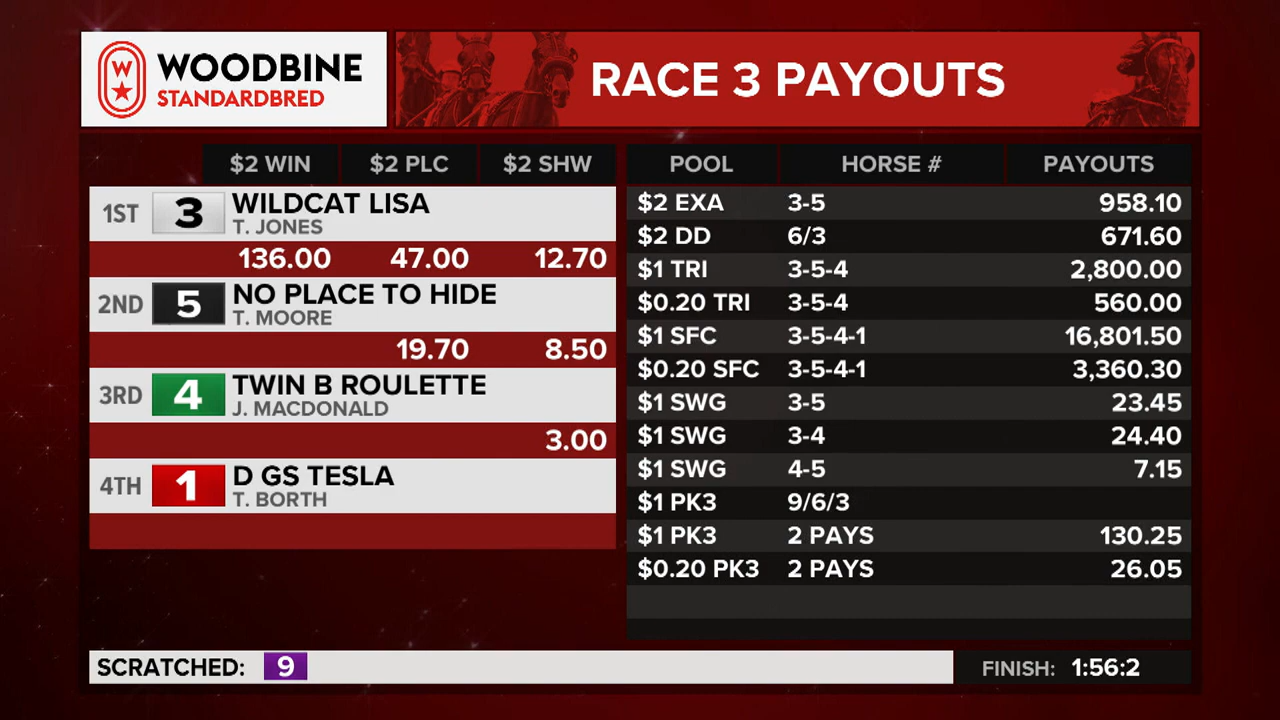 W
WOODBINE
STANDARDBRED
RACE 3 PAYOUTS
$2 WIN $2 PLC $2 SHW
1ST 3 WILDCAT LISA
T. JONES
136.00 47.00 12.70
2ND 5 NO PLACE TO HIDE
T. MOORE
19.70 8.50
3RD 4 TWIN B ROULETTE
J. MACDONALD
3.00
4TH 1 D GS TESLA
T. BORTH
POOL HORSE # PAYOUTS
$2 EXA 3-5 958.10
$2 DD 6/3 671.60
$1 TRI 3-5-4 2,800.00
$0.20 TRI 3-5-4 560.00
$1 SFC 3-5-4-1 16,801.50
$0.20 SFC 3-5-4-1 3,360.30
$1 SWG 3-5 23.45
$1 SWG 3-4 24.40
$1 SWG 4-5 7.15
$1 PK3 9/6/3
$1 PK3 2 PAYS 130.25
$0.20 PK3 2 PAYS 26.05
SCRATCHED: 9
FINISH: 1:56:2